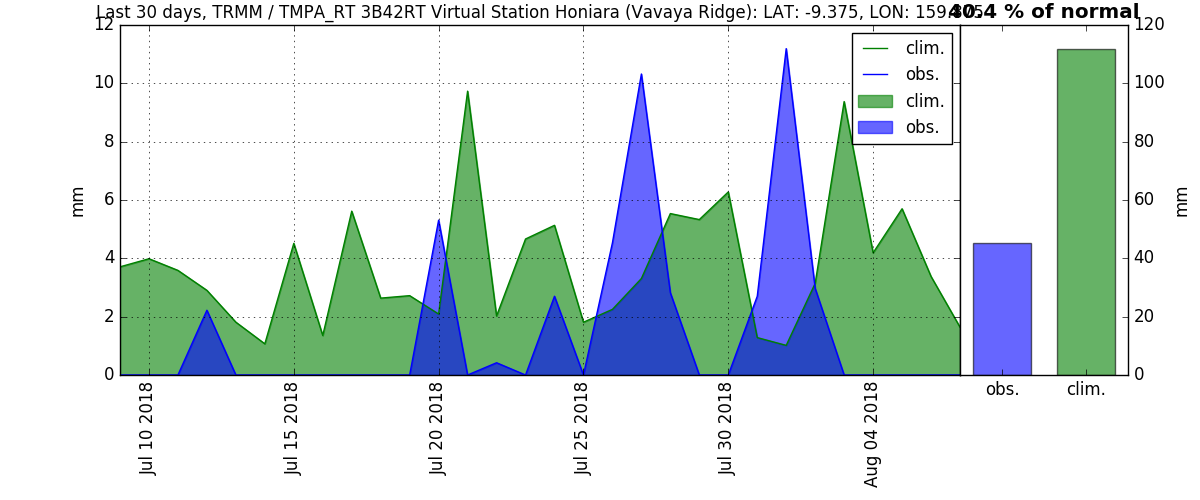 Last 30 days, TRMM / TMPA_RT 3B42RT Virtual Station Honiara (Vavaya Ridge): LAT: -9.375, LON: 159.875
40.4 % of normal
12
10
8
6
4
2
0
mm
clim.
obs.
clim.
obs.
120
100
80
60
40
20
0
mm
obs.
clim.
Jul 10 2018
Jul 15 2018
Jul 20 2018
Jul 25 2018
Jul 30 2018
Aug 04 2018